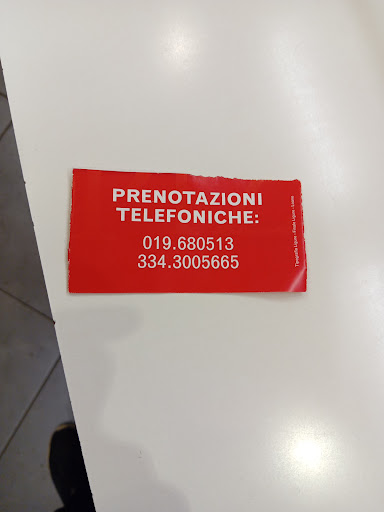 PRENOTAZIONI
TELEFONICHE:
019.680513
334.3005665